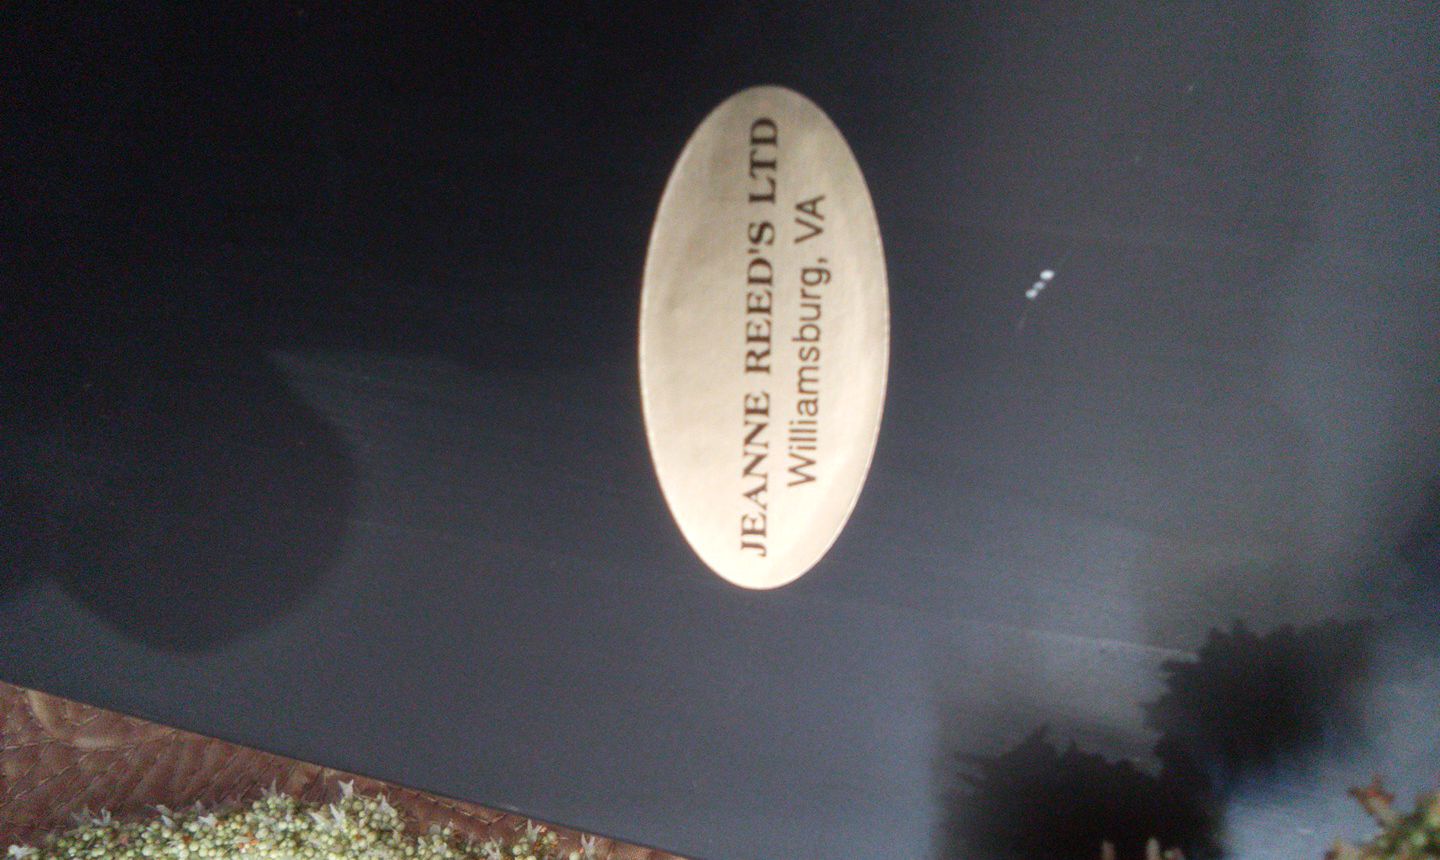 JEANNE REED'S LTD
Williamsburg, VA